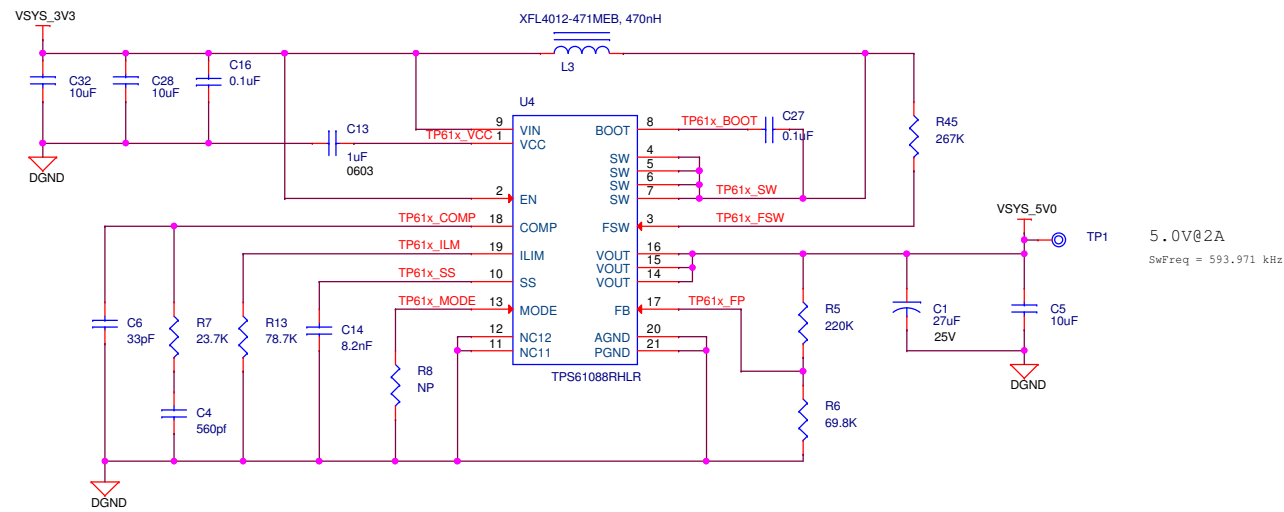 VSYS_3V3
XFL4012-471MEB, 470nH
L3
C32
10uF
C28
10uF
C16
0.1uF
DGND
C13
1uF
0603
TP61x_VCC
U4
9
VIN
1
VCC
2
EN
18
COMP
19
ILIM
10
SS
13
MODE
12
NC12
11
NC11
BOOT
8
SW
4
SW
5
SW
6
SW
7
FSW
3
VOUT
16
VOUT
15
VOUT
14
FB
17
AGND
20
PGND
21
TPS61088RHLR
TP61x_BOOT
C27
0.1uF
TP61x_SW
TP61x_FSW
R45
267K
TP61x_COMP
TP61x_ILM
TP61x_SS
TP61x_MODE
TP61x_FP
VSYS_5V0
TP1
5.0V@2A
SwFreq = 593.971 kHz
C6
33pF
R7
23.7K
R13
78.7K
C14
8.2nF
C4
560pf
R8
NP
R5
220K
R6
69.8K
C1
27uF
25V
C5
10uF
DGND
DGND